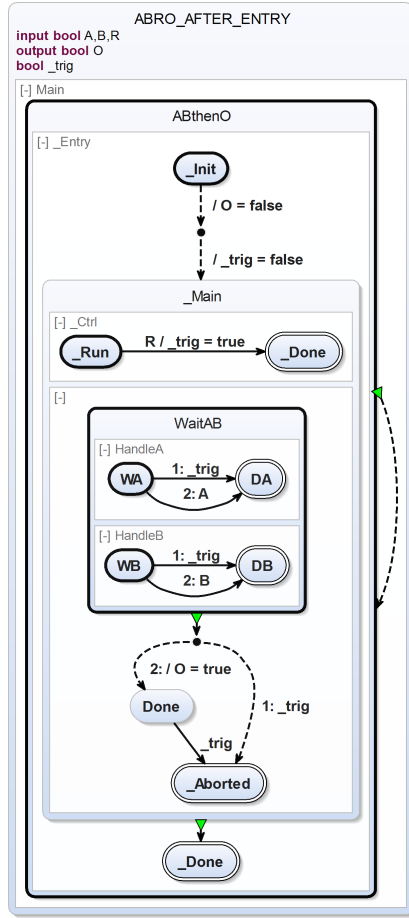 ABRO_AFTER_ENTRY
input bool A,B,R
output bool O
bool _trig
[-] Main
ABthenO
[-] _Entry
_Init
/ O = false
/ _trig = false
_Main
[-] _Ctrl
_Run
R / _trig = true
_Done
[-]
WaitAB
[-] HandleA
WA
1: _trig
2: A
DA
[-] HandleB
WB
1: _trig
2: B
DB
2: / O = true
1: _trig
Done
_trig
_Aborted
_Done